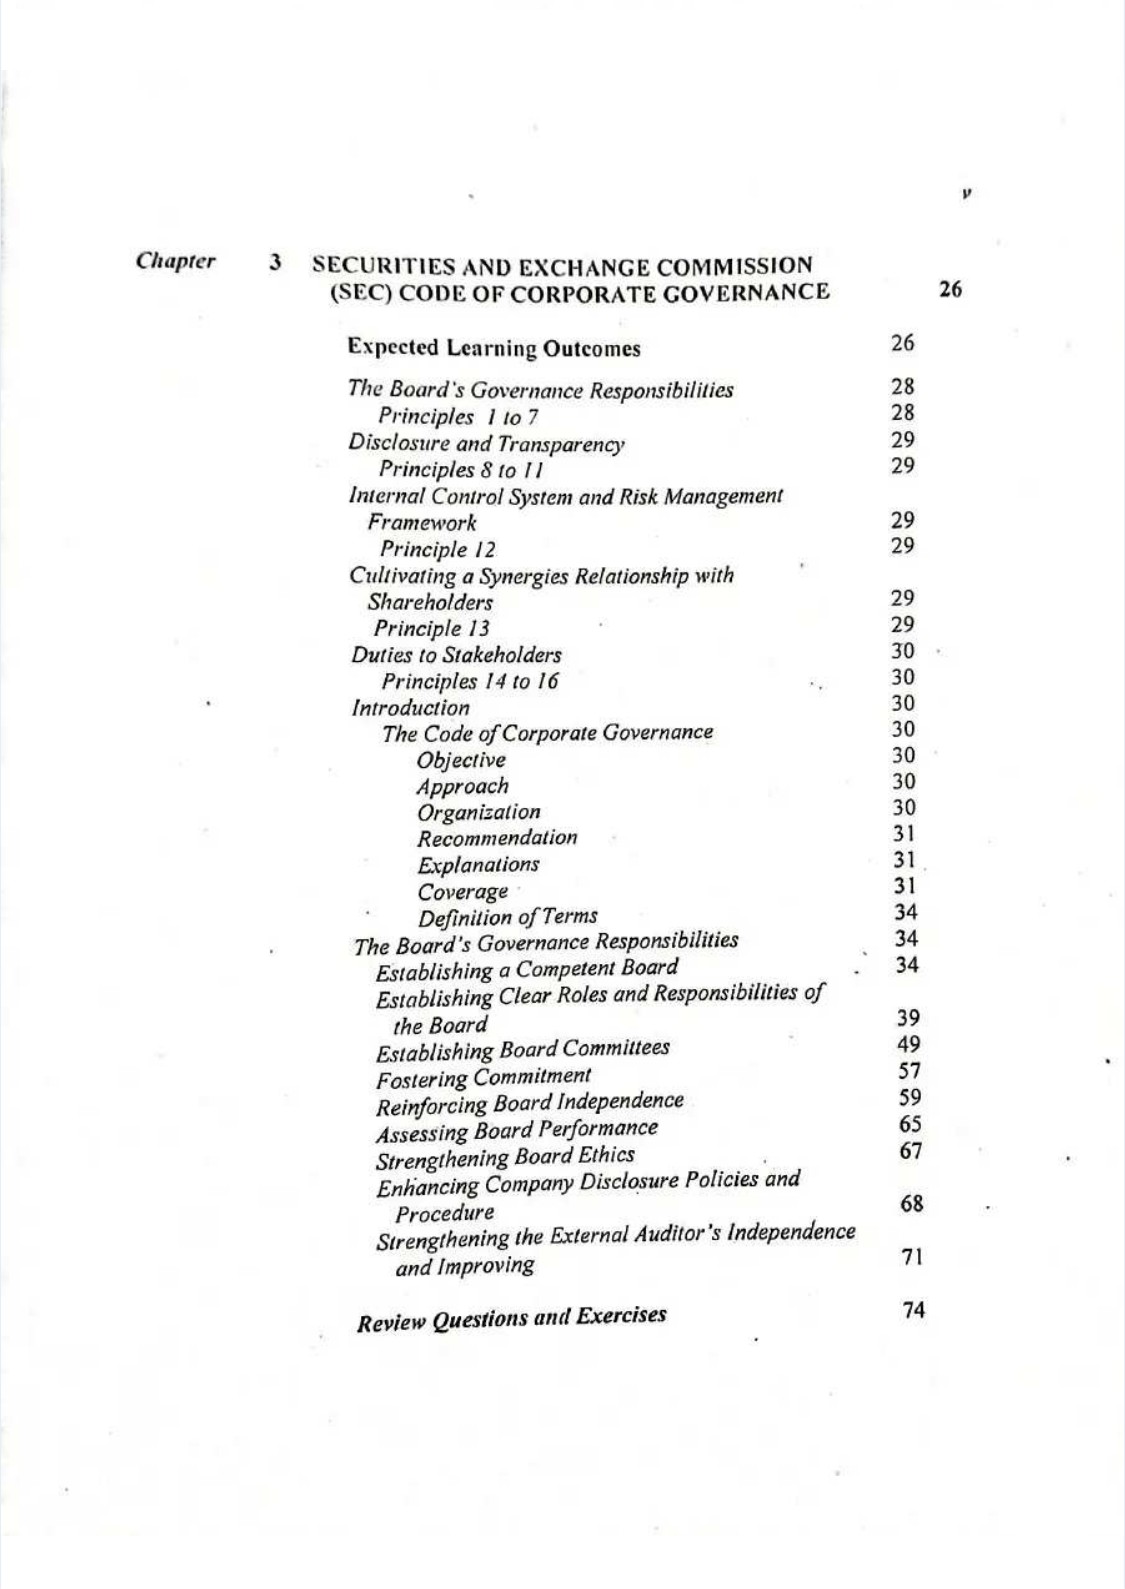 v
Chapter 3 SECURITIES AND EXCHANGE COMMISSION
(SEC) CODE OF CORPORATE GOVERNANCE 26
Expected Learning Outcomes 26
The Board's Governance Responsibilities 28
Principles 1 to 7 28
Disclosure and Transparency 29
Principles 8 to 11 29
Internal Control System and Risk Management
Framework 29
Principle 12 29
Cultivating a Synergies Relationship with
Shareholders 29
Principle 13 29
Duties to Stakeholders 30
Principles 14 to 16 30
Introduction 30
The Code of Corporate Governance 30
Objective 30
Approach 30
Organization 30
Recommendation 31
Explanations 31
Coverage 31
Definition of Terms 34
The Board's Governance Responsibilities 34
Establishing a Competent Board 34
Establishing Clear Roles and Responsibilities of
the Board 39
Establishing Board Committees 49
Fostering Commitment 57
Reinforcing Board Independence 59
Assessing Board Performance 65
Strengthening Board Ethics 67
Enhancing Company Disclosure Policies and
Procedure 68
Strengthening the External Auditor's Independence
and Improving 71
Review Questions and Exercises 74